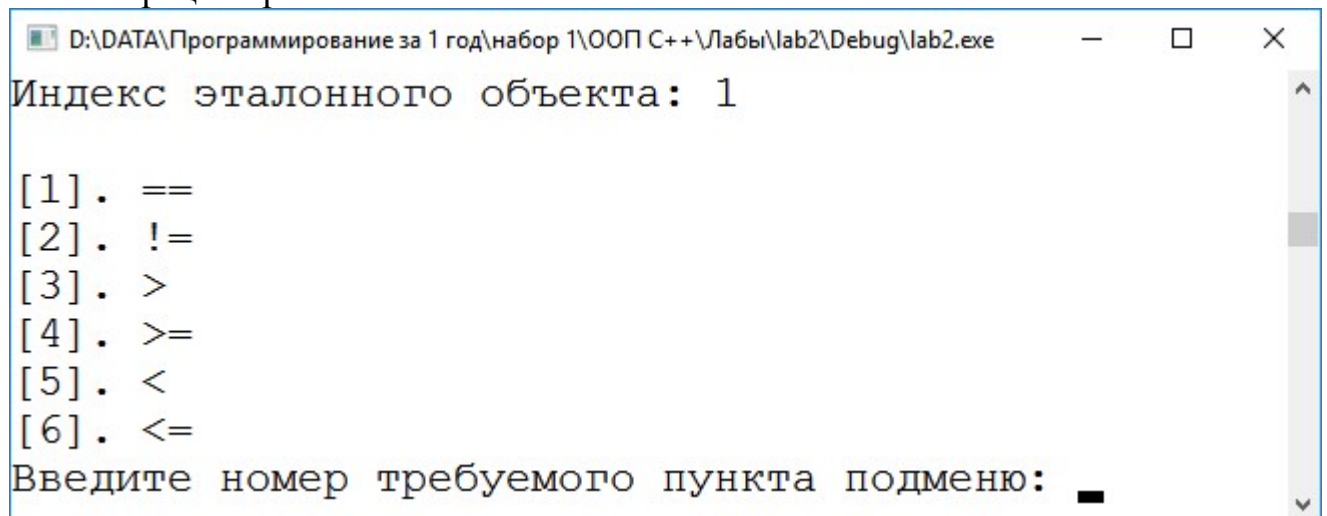 D:\DATA\Программирование за 1 год\набор 1\ООП С++\Лабы\lab2\Debug\lab2.exe
Индекс эталонного объекта: 1
[1]. ==
[2]. !=
[3]. >
[4]. >=
[5]. <
[6]. <=
Введите номер требуемого пункта подменю: